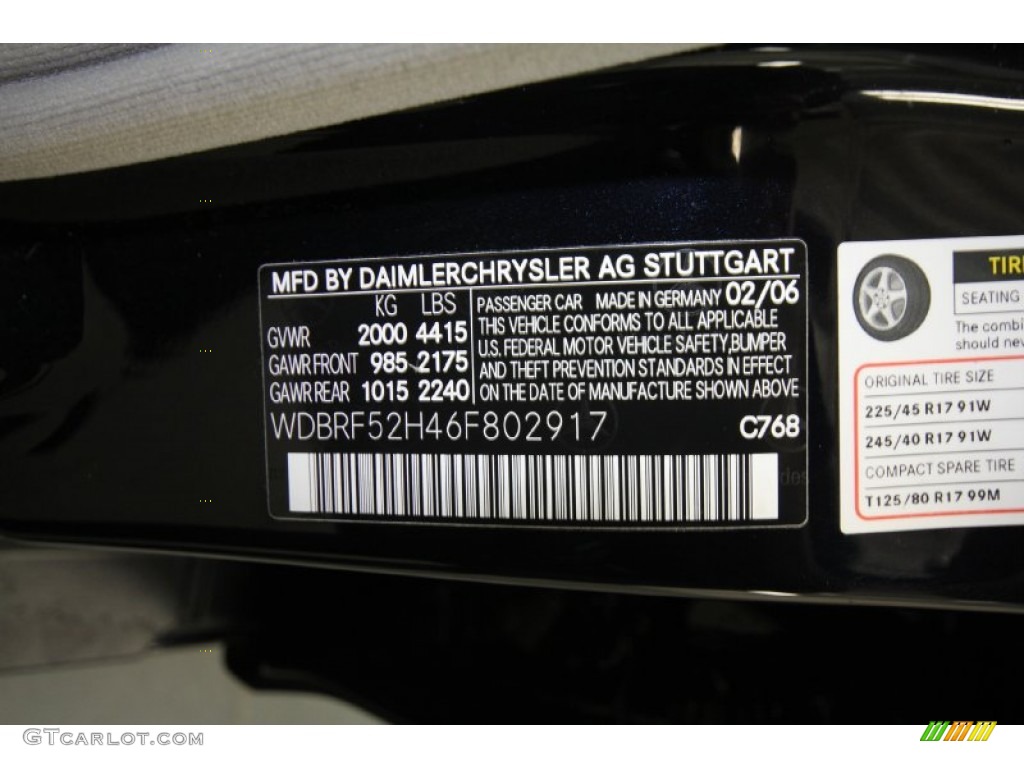 MFD BY DAIMLERCHRYSLER AG STUTTGART
KG LBS
GVWR 2000 4415
GAWR FRONT 985 2175
GAWR REAR 1015 2240
PASSENGER CAR MADE IN GERMANY 02/06
THIS VEHICLE CONFORMS TO ALL APPLICABLE
U.S. FEDERAL MOTOR VEHICLE SAFETY,BUMPER
AND THEFT PREVENTION STANDARDS IN EFFECT
ON THE DATE OF MANUFACTURE SHOWN ABOVE
WDBRF52H46F802917 C768
TIR
SEATING
The combi
should nev
ORIGINAL TIRE SIZE
225/45 R17 91W
245/40 R17 91W
COMPACT SPARE TIRE
T125/80 R17 99M
GTCARLOT.COM